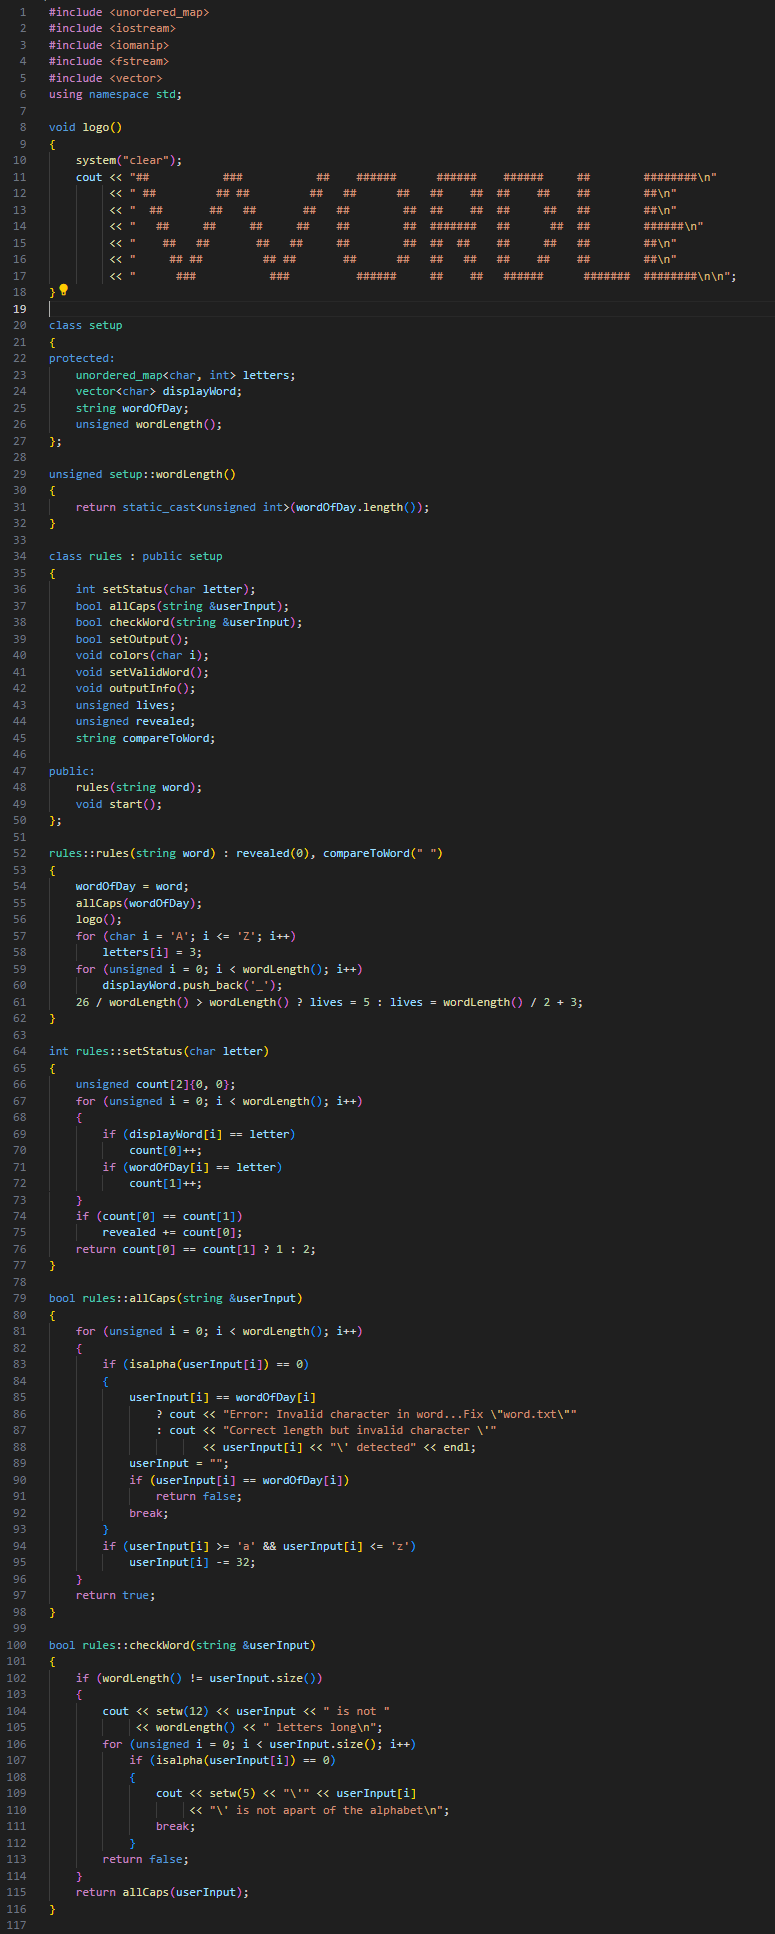 1 #include <unordered_map>
2 #include <iostream>
3 #include <iomanip>
4 #include <fstream>
5 #include <vector>
6 using namespace std;
7
8 void logo()
9 {
10     system("clear");
11     cout << "##           ###           ##    ######      ######    ######     ##        ########\n"
12          << " ##         ## ##         ##   ##      ##   ##    ##  ##    ##    ##        ##\n"
13          << "  ##       ##   ##       ##   ##        ##  ##    ##  ##     ##   ##        ##\n"
14          << "   ##     ##     ##     ##    ##        ##  #######   ##      ##  ##        ######\n"
15          << "    ##   ##       ##   ##     ##        ##  ##  ##    ##     ##   ##        ##\n"
16          << "     ## ##         ## ##       ##      ##   ##   ##   ##    ##    ##        ##\n"
17          << "      ###           ###          ######     ##    ##   ######      #######  ########\n\n";
18 }
19
20 class setup
21 {
22 protected:
23     unordered_map<char, int> letters;
24     vector<char> displayWord;
25     string wordOfDay;
26     unsigned wordLength();
27 };
28
29 unsigned setup::wordLength()
30 {
31     return static_cast<unsigned int>(wordOfDay.length());
32 }
33
34 class rules : public setup
35 {
36     int setStatus(char letter);
37     bool allCaps(string &userInput);
38     bool checkWord(string &userInput);
39     bool setOutput();
40     void colors(char i);
41     void setValidWord();
42     void outputInfo();
43     unsigned lives;
44     unsigned revealed;
45     string compareToWord;
46
47 public:
48     rules(string word);
49     void start();
50 };
51
52 rules::rules(string word) : revealed(0), compareToWord(" ")
53 {
54     wordOfDay = word;
55     allCaps(wordOfDay);
56     logo();
57     for (char i = 'A'; i <= 'Z'; i++)
58         letters[i] = 3;
59     for (unsigned i = 0; i < wordLength(); i++)
60         displayWord.push_back('_');
61     26 / wordLength() > wordLength() ? lives = 5 : lives = wordLength() / 2 + 3;
62 }
63
64 int rules::setStatus(char letter)
65 {
66     unsigned count[2]{0, 0};
67     for (unsigned i = 0; i < wordLength(); i++)
68     {
69         if (displayWord[i] == letter)
70             count[0]++;
71         if (wordOfDay[i] == letter)
72             count[1]++;
73     }
74     if (count[0] == count[1])
75         revealed += count[0];
76     return count[0] == count[1] ? 1 : 2;
77 }
78
79 bool rules::allCaps(string &userInput)
80 {
81     for (unsigned i = 0; i < wordLength(); i++)
82     {
83         if (isalpha(userInput[i]) == 0)
84         {
85             userInput[i] == wordOfDay[i]
86                 ? cout << "Error: Invalid character in word...Fix \"word.txt\""
87                 : cout << "Correct length but invalid character \'"
88                        << userInput[i] << "\' detected" << endl;
89             userInput = "";
90             if (userInput[i] == wordOfDay[i])
91                 return false;
92             break;
93         }
94         if (userInput[i] >= 'a' && userInput[i] <= 'z')
95             userInput[i] -= 32;
96     }
97     return true;
98 }
99
100 bool rules::checkWord(string &userInput)
101 {
102     if (wordLength() != userInput.size())
103     {
104         cout << setw(12) << userInput << " is not "
105              << wordLength() << " letters long\n";
106         for (unsigned i = 0; i < userInput.size(); i++)
107             if (isalpha(userInput[i]) == 0)
108             {
109                 cout << setw(5) << "\'" << userInput[i]
110                      << "\' is not apart of the alphabet\n";
111                 break;
112             }
113         return false;
114     }
115     return allCaps(userInput);
116 }
117